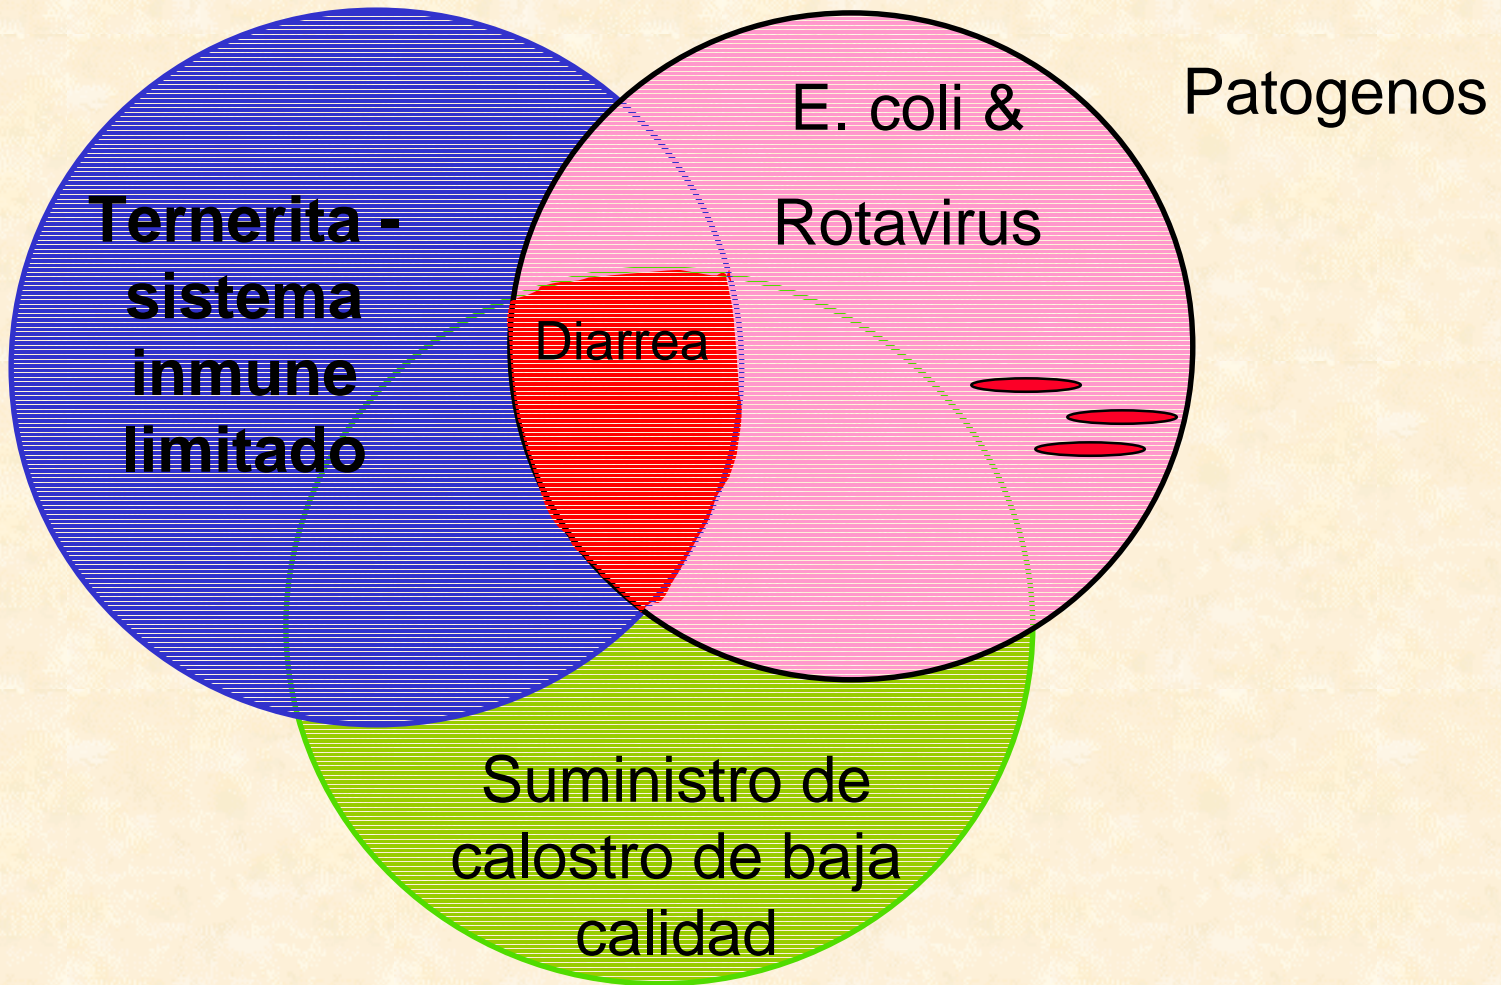 Patogenos
E. coli &
Rotavirus
Ternerita -
sistema
inmune
limitado
Diarrea
Suministro de
calostro de baja
calidad